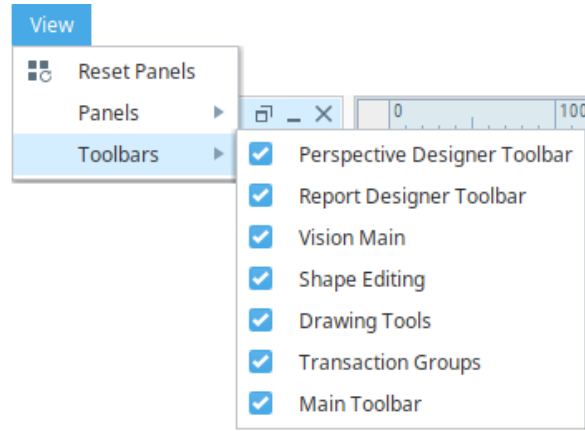 View
Reset Panels
Panels
0
100
Toolbars
Perspective Designer Toolbar
Report Designer Toolbar
Vision Main
Shape Editing
Drawing Tools
Transaction Groups
Main Toolbar